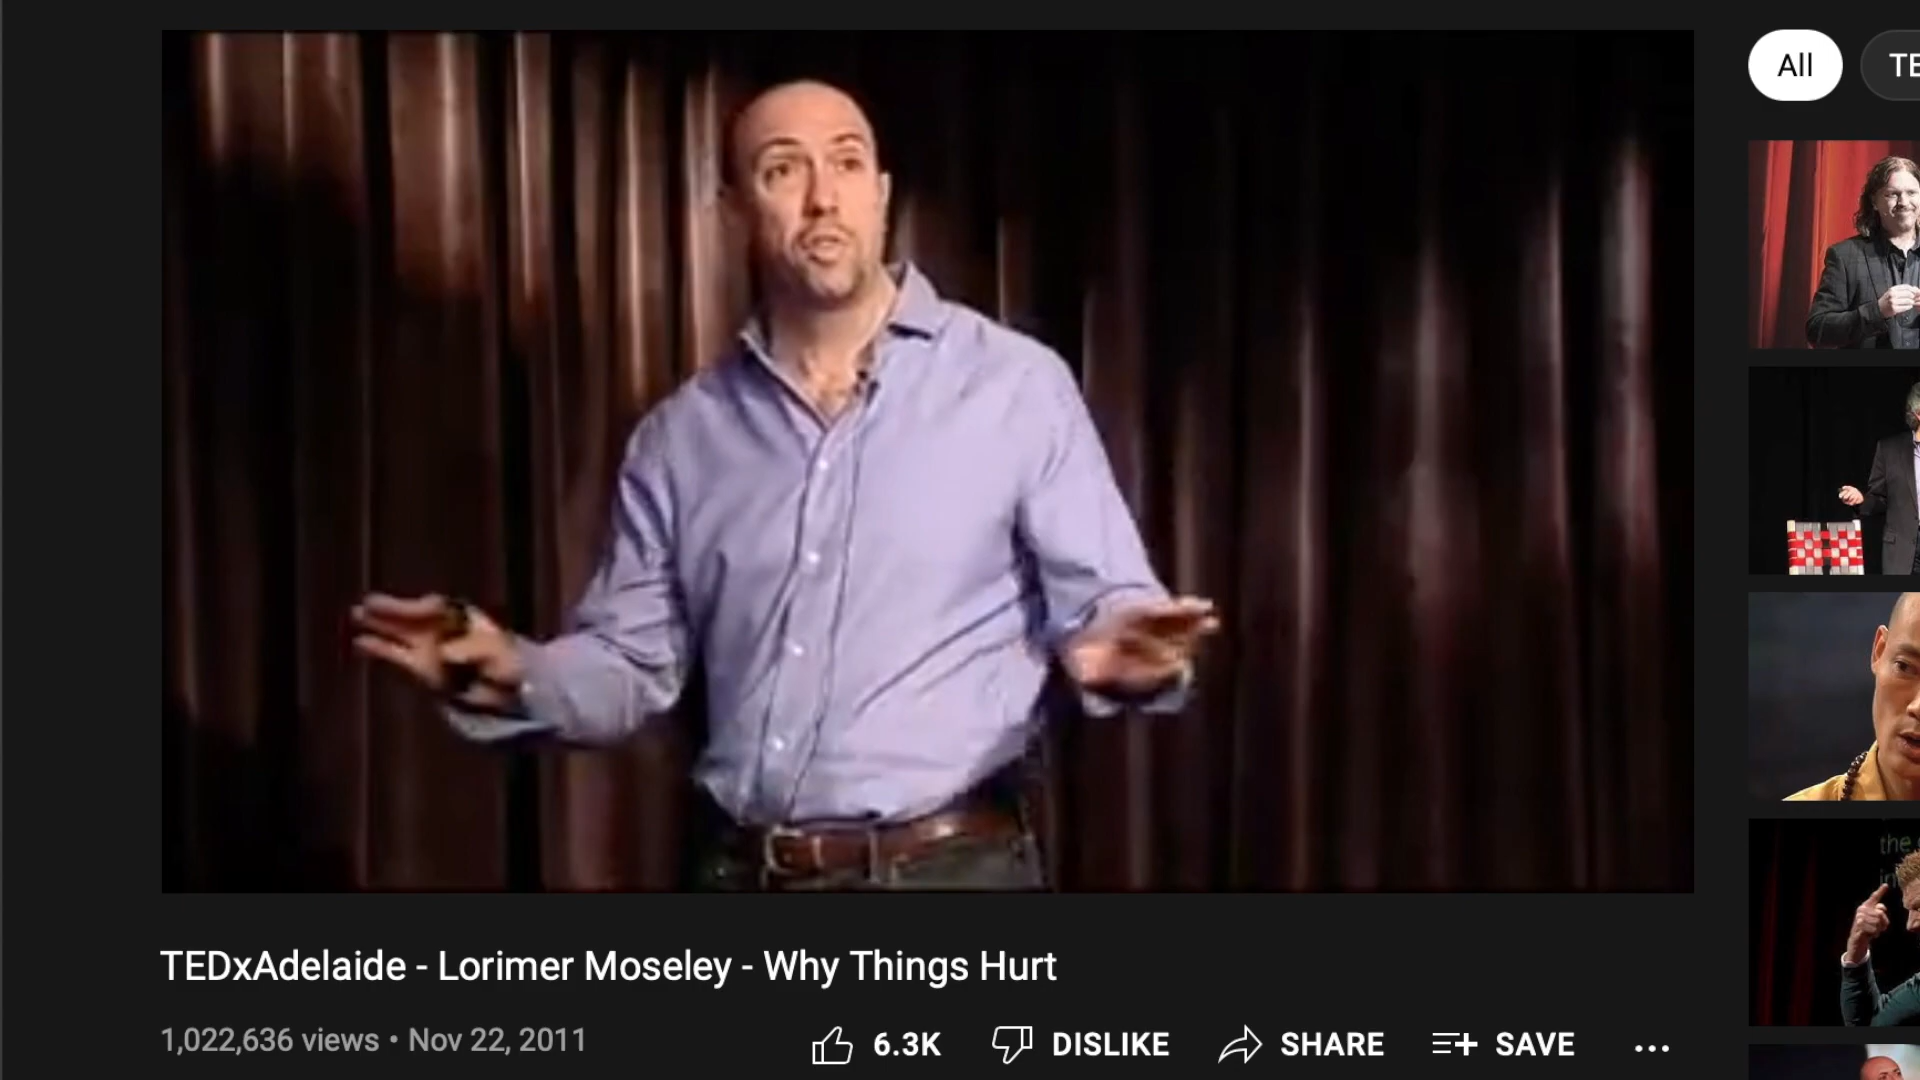 All
TE
the
in
TEDxAdelaide - Lorimer Moseley - Why Things Hurt
1,022,636 views • Nov 22, 2011
6.3K
DISLIKE
SHARE
SAVE